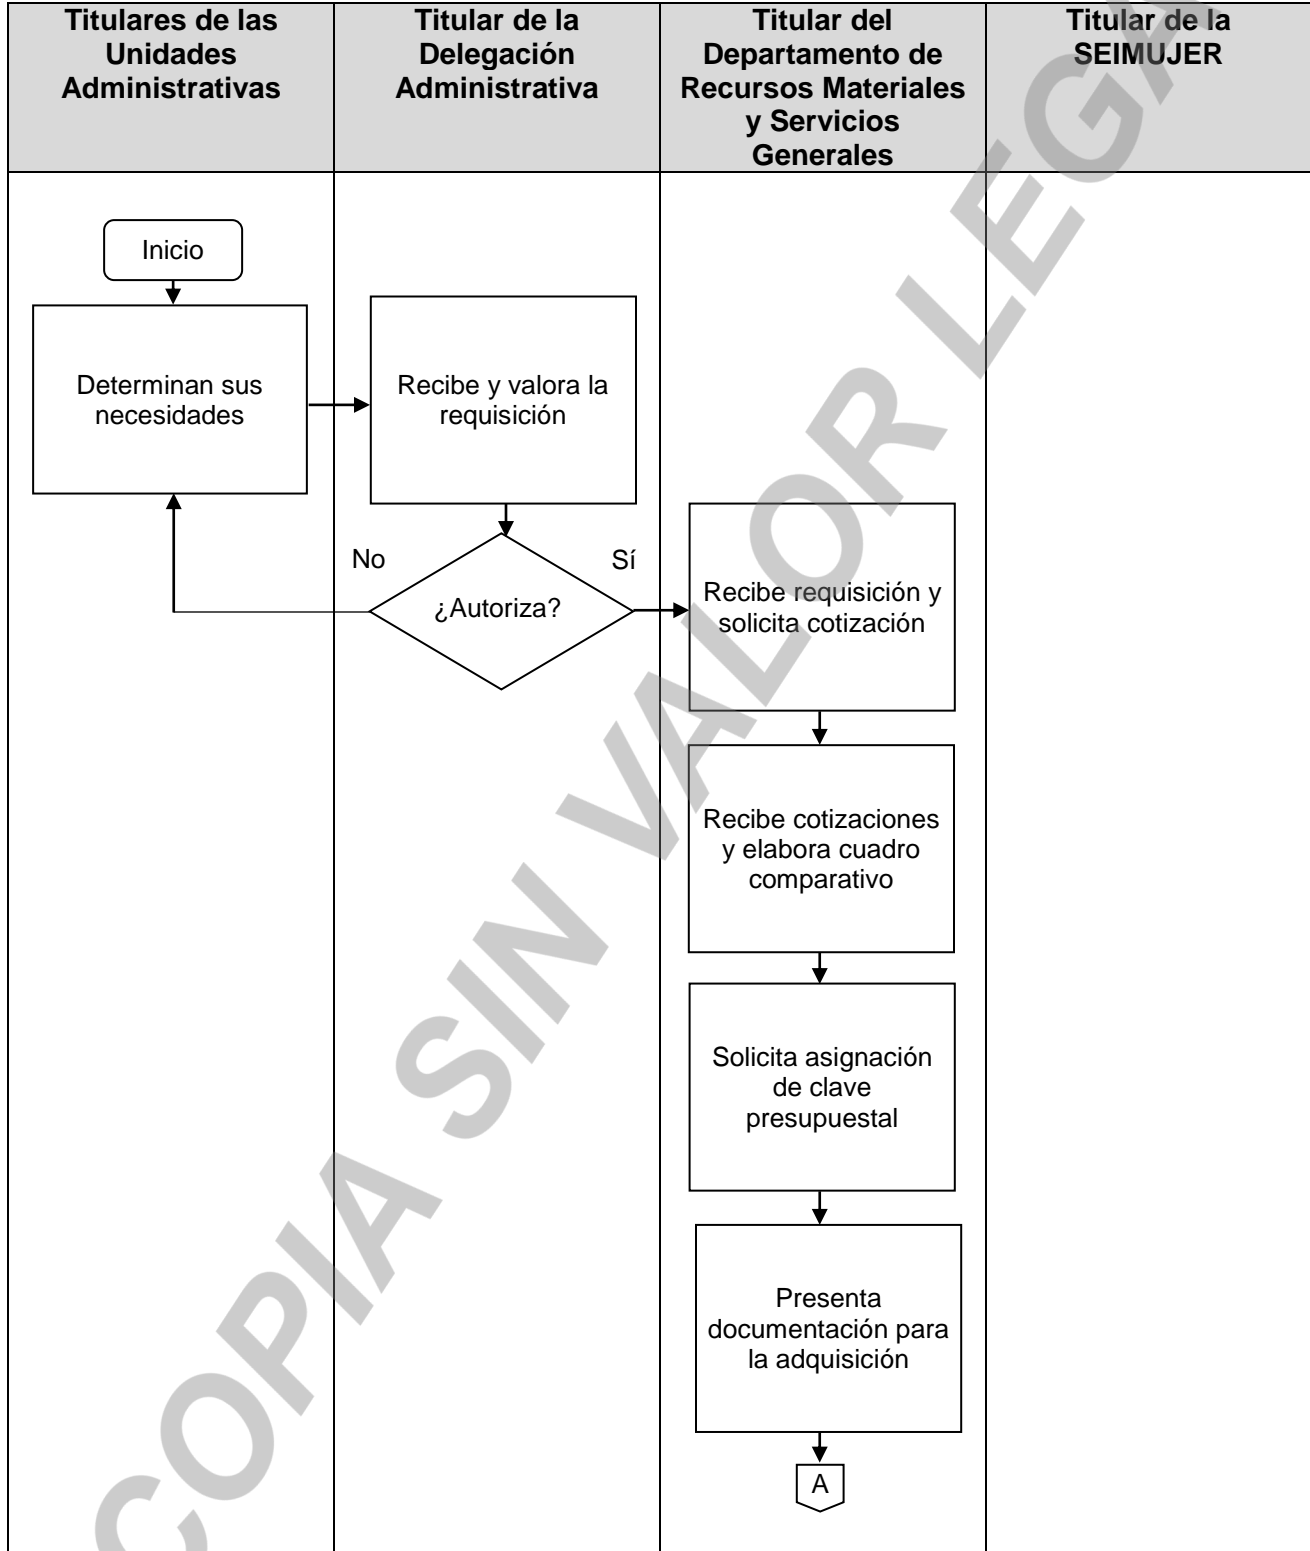 Titulares de las
Unidades
Administrativas
Titular de la
Delegación
Administrativa
Titular del
Departamento de
Recursos Materiales
y Servicios
Generales
Titular de la
SEIMUJER
Inicio
Determinan sus
necesidades
Recibe y valora la
requisición
No
Sí
¿Autoriza?
Recibe requisición y
solicita cotización
Recibe cotizaciones
y elabora cuadro
comparativo
Solicita asignación
de clave
presupuestal
Presenta
documentación para
la adquisición
A
COPIA SIN VALOR LEGA